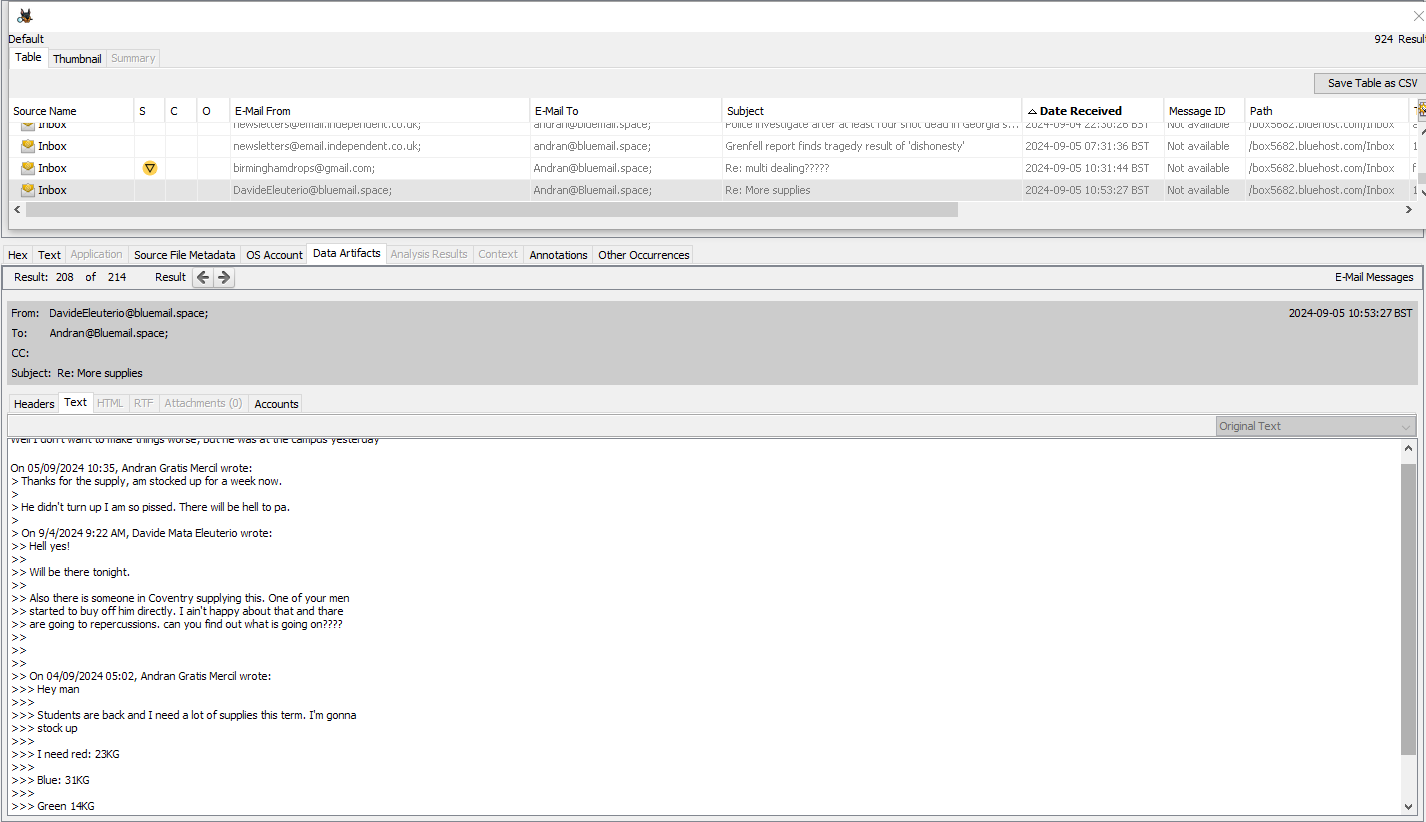 Default
924 Resul
Table Thumbnail Summary
Save Table as CSV
Source Name S C O E-Mail From E-Mail To Subject Date Received Message ID Path
Inbox newsletters@email.independent.co.uk; andran@bluemail.space; Police investigate after at least four shot dead in Georgia s... 2024-09-04 22:30:26 BST Not available /box5682.bluehost.com/Inbox
Inbox newsletters@email.independent.co.uk; andran@bluemail.space; Grenfell report finds tragedy result of 'dishonesty' 2024-09-05 07:31:36 BST Not available /box5682.bluehost.com/Inbox 1
Inbox birminghamdrops@gmail.com; Andran@Bluemail.space; Re: multi dealing????? 2024-09-05 10:31:44 BST Not available /box5682.bluehost.com/Inbox f
Inbox DavideEleuterio@bluemail.space; Andran@Bluemail.space; Re: More supplies 2024-09-05 10:53:27 BST Not available /box5682.bluehost.com/Inbox 1
Hex Text Application Source File Metadata OS Account Data Artifacts Analysis Results Context Annotations Other Occurrences
Result: 208 of 214 Result E-Mail Messages
From: DavideEleuterio@bluemail.space; 2024-09-05 10:53:27 BST
To: Andran@Bluemail.space;
CC:
Subject: Re: More supplies
Headers Text HTML RTF Attachments (0) Accounts
Original Text
Well I don't want to make things worse, but he was at the campus yesterday
On 05/09/2024 10:35, Andran Gratis Mercil wrote:
> Thanks for the supply, am stocked up for a week now.
>
> He didn't turn up I am so pissed. There will be hell to pa.
>
> On 9/4/2024 9:22 AM, Davide Mata Eleuterio wrote:
>> Hell yes!
>>
>> Will be there tonight.
>>
>> Also there is someone in Coventry supplying this. One of your men
>> started to buy off him directly. I ain't happy about that and thare
>> are going to repercussions. can you find out what is going on????
>>
>>
>>
>> On 04/09/2024 05:02, Andran Gratis Mercil wrote:
>>> Hey man
>>>
>>> Students are back and I need a lot of supplies this term. I'm gonna
>>> stock up
>>>
>>> I need red: 23KG
>>>
>>> Blue: 31KG
>>>
>>> Green 14KG